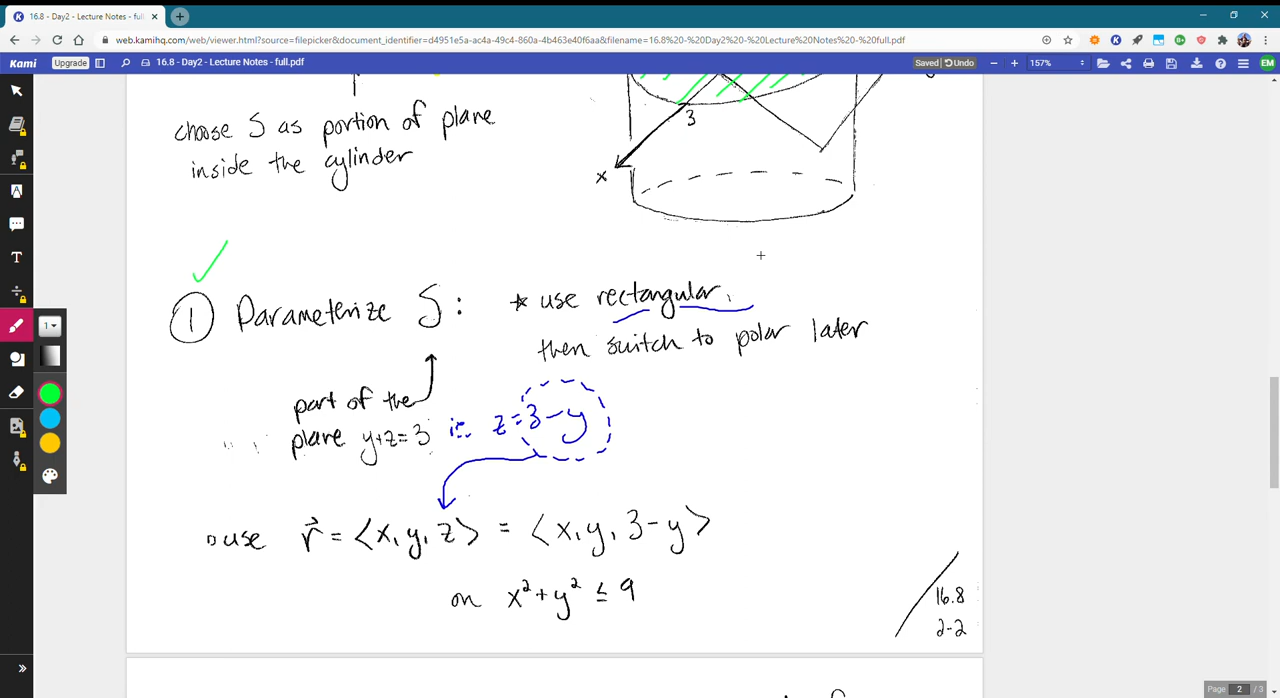 16.8 - Day2 - Lecture Notes - full.
web.kamihq.com/web/viewer.html?source=filepicker&document_identifier=d4951e5a-ac4a-49c4-860a-4b463e40f6aa&filename=16.8%20-%20Day2%20-%20Lecture%20Notes%20-%20full.pdf
Kami
Upgrade
16.8 - Day2 - Lecture Notes - full.pdf
Saved
Undo
157%
EM
choose S as portion of plane
inside the cylinder
3
x
1 Parameterize S:
* use rectangular,
then switch to polar later
part of the
plane y+z=3
ie. z=3-y
use r⃗ = <x, y, z> = <x, y, 3-y>
on x²+y² ≤ 9
16.8
2-2
1
T
Page 2 / 3